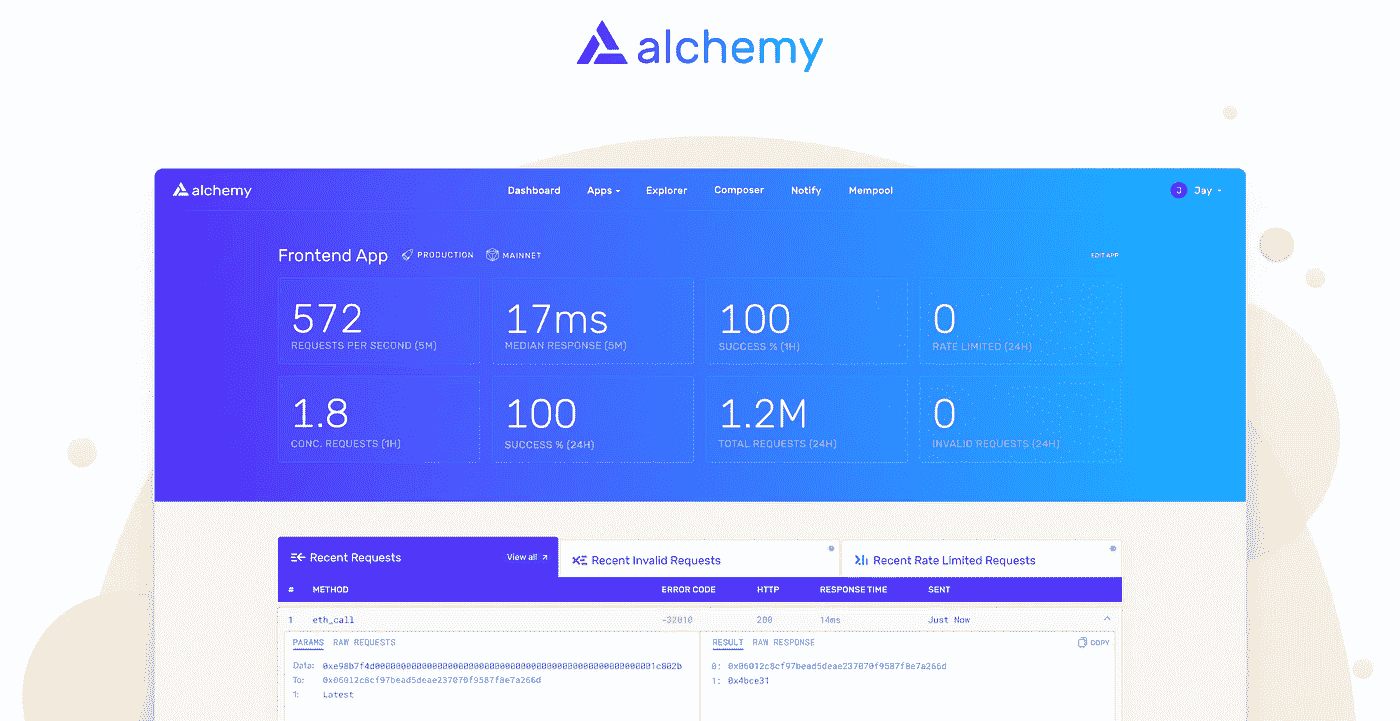 alchemy
alchemy Dashboard Apps Explorer Composer Notify Mempool J Jay
Frontend App PRODUCTION MAINNET EDIT APP
572 17ms 100 0
REQUESTS PER SECOND (5M) MEDIAN RESPONSE (5M) SUCCESS % (1H) RATE LIMITED (24H)
1.8 100 1.2M 0
CONC. REQUESTS (1H) SUCCESS % (24H) TOTAL REQUESTS (24H) INVALID REQUESTS (24H)
Recent Requests View all Recent Invalid Requests Recent Rate Limited Requests
# METHOD ERROR CODE HTTP RESPONSE TIME SENT
1 eth_call -32010 200 14ms Just Now
PARAMS RAW REQUESTS RESULT RAW RESPONSE COPY
Data: 0: 0x06012c8cf97bead5deae237070f9587f8e7a266d
To: 0x06012c8cf97bead5deae237070f9587f8e7a266d 1: 0x4bce31
1: Latest